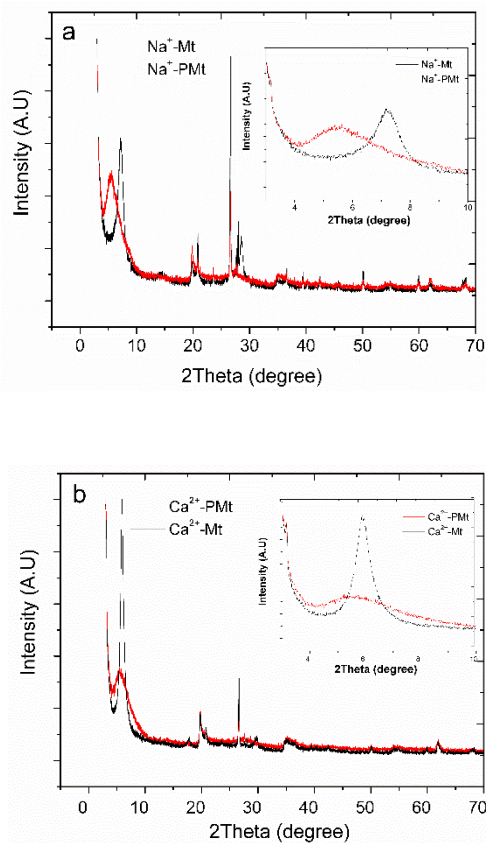 a
Na⁺-Mt
Na⁺-PMt
Na⁺-Mt
Na⁺-PMt
Intensity (A.U)
4 6 8 10
2Theta (degree)
Intensity (A.U)
0 10 20 30 40 50 60 70
2Theta (degree)
b
Ca²⁺-PMt
Ca²⁺-Mt
Ca²⁺-PMt
Ca²⁺-Mt
Intensity (A.U)
4 6 8 10
2Theta (degree)
Intensity (A.U)
0 10 20 30 40 50 60 70
2Theta (degree)